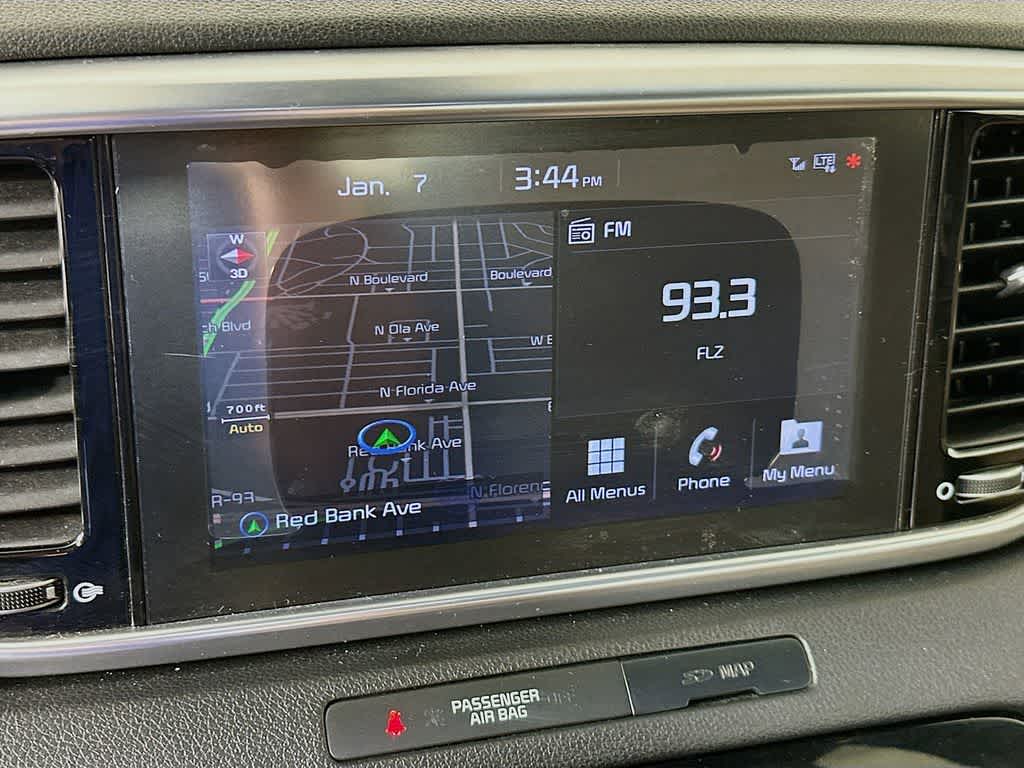 Jan. 7
3:44 PM
LTE
W
3D
N Boulevard
Boulevard
ch Blvd
N Ola Ave
N Florida Ave
700ft
Auto
Red Bank Ave
N Floren
Red Bank Ave
FM
93.3
FLZ
All Menus
Phone
My Menu
PASSENGER
AIR BAG
SD MAP